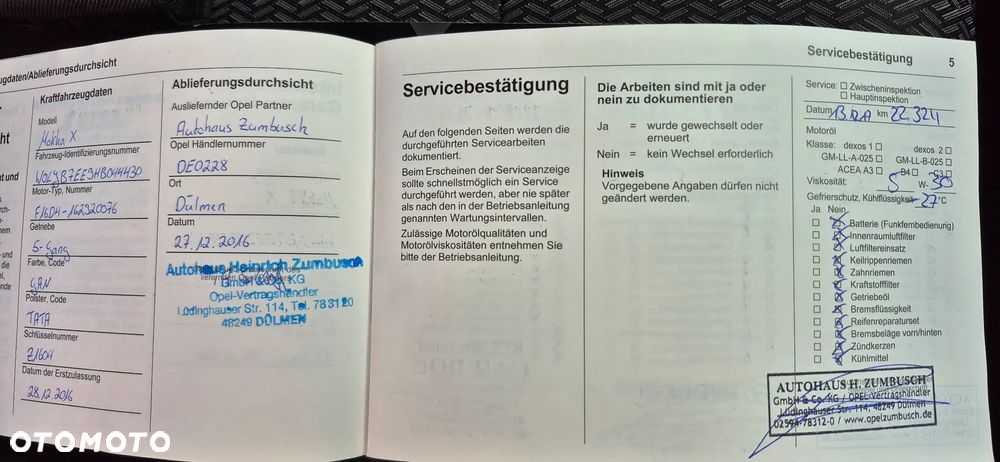 ugdaten/Ablieferungsdurchsicht
Kraftfahrzeugdaten
Modell
Mokka X
Fahrzeug-Identifizierungsnummer
W0LJB7EE9HB044430
Motor-Typ, Nummer
F16D4-162920076
Getriebe
5-Gang
Farbe, Code
GAN
Polster, Code
TATA
Schlüsselnummer
Z1604
Datum der Erstzulassung
28.12.2016
Ablieferungsdurchsicht
Ausliefernder Opel Partner
Autohaus Zumbusch
Opel Händlernummer
DE0228
Ort
Dülmen
Datum
27.12.2016
Autohaus Heinrich Zumbusch
GmbH & Co. KG
Opel-Vertragshändler
Lüdinghauser Str. 114, Tel. 783120
48249 DÜLMEN
Servicebestätigung
Auf den folgenden Seiten werden die
durchgeführten Servicearbeiten
dokumentiert.
Beim Erscheinen der Serviceanzeige
sollte schnellstmöglich ein Service
durchgeführt werden, aber nie später
als nach den in der Betriebsanleitung
genannten Wartungsintervallen.
Zulässige Motorölqualitäten und
Motorölviskositäten entnehmen Sie
bitte der Betriebsanleitung.
Die Arbeiten sind mit ja oder
nein zu dokumentieren
Ja = wurde gewechselt oder
erneuert
Nein = kein Wechsel erforderlich
Hinweis
Vorgegebene Angaben dürfen nicht
geändert werden.
Servicebestätigung 5
Service: Zwischeninspektion
Hauptinspektion
Datum km 22.324
Motoröl
Klasse: dexos 1 dexos 2
GM-LL-A-025 GM-LL-B-025
ACEA A3 B4 C3
Viskosität: 5 W- 30
Gefrierschutz, Kühlflüssigkeit -27 °C
Ja Nein
Batterie (Funkfernbedienung)
Innenraumluftfilter
Luftfiltereinsatz
Keilrippenriemen
Zahnriemen
Kraftstofffilter
Getriebeöl
Bremsflüssigkeit
Reifenreparaturset
Bremsbeläge vorn/hinten
Zündkerzen
Kühlmittel
AUTOHAUS H. ZUMBUSCH
GmbH & Co. KG / OPEL-Vertragshändler
Lüdinghauser Str. 114, 48249 Dülmen
02594-78312-0 / www.opelzumbusch.de
OTOMOTO